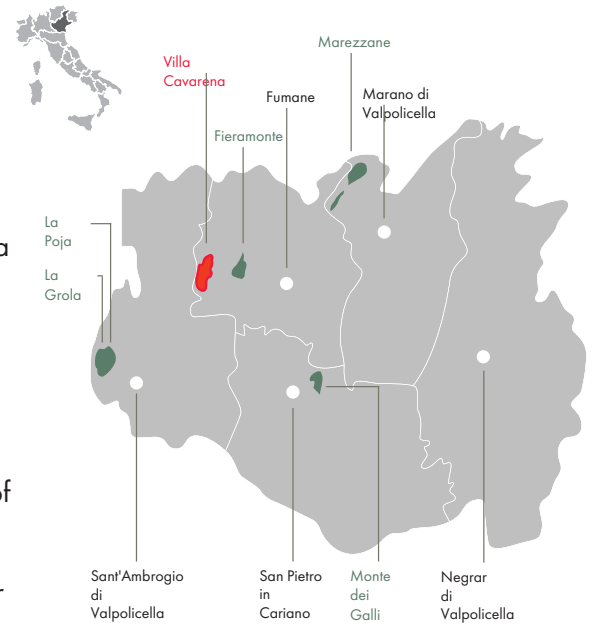 Marezzane
Villa
Cavarena
Marano di
Valpolicella
Fumane
Fieramonte
La
Poja
a
La
Grola
of
r
Sant'Ambrogio
di
Valpolicella
San Pietro
in
Cariano
Monte
dei
Galli
Negrar
di
Valpolicella